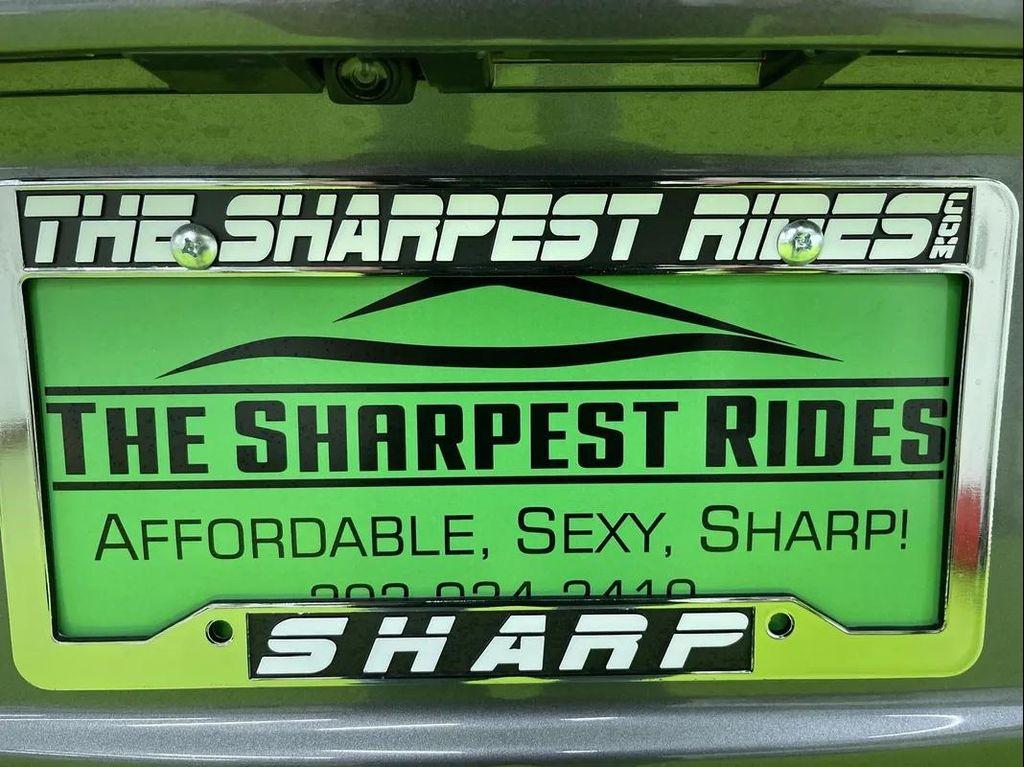 THE SHARPEST RIDES.COM
THE SHARPEST RIDES
AFFORDABLE, SEXY, SHARP!
SHARP